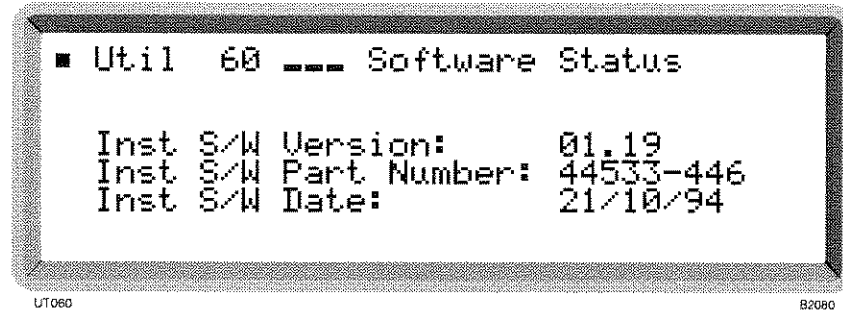 Util 60 ___ Software Status
Inst S/W Version: 01.19
Inst S/W Part Number: 44533-446
Inst S/W Date: 21/10/94
UT060 B2080